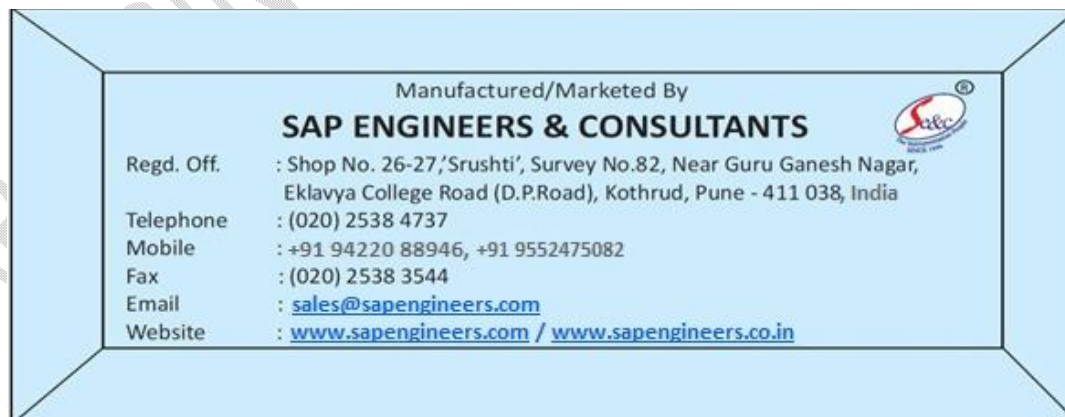 Manufactured/Marketed By
SAP ENGINEERS & CONSULTANTS
®
Regd. Off. : Shop No. 26-27,'Srushti', Survey No.82, Near Guru Ganesh Nagar,
Eklavya College Road (D.P.Road), Kothrud, Pune - 411 038, India
Telephone : (020) 2538 4737
Mobile : +91 94220 88946, +91 9552475082
Fax : (020) 2538 3544
Email : sales@sapengineers.com
Website : www.sapengineers.com / www.sapengineers.co.in